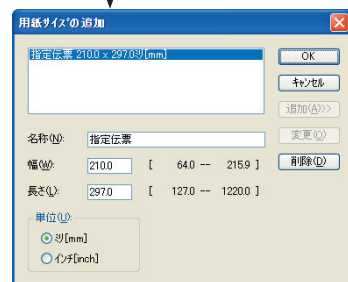 用紙ｻｲｽﾞの追加
指定伝票 210.0 x 297.0ﾐﾘ[mm]
OK
ｷｬﾝｾﾙ
追加(A)>>
名称(N): 指定伝票
変更(O)
幅(W): 210.0 [ 64.0 -- 215.9 ]
削除(D)
長さ(L): 297.0 [ 127.0 -- 1220.0 ]
単位(U):
ﾐﾘ[mm]
ｲﾝﾁ[inch]